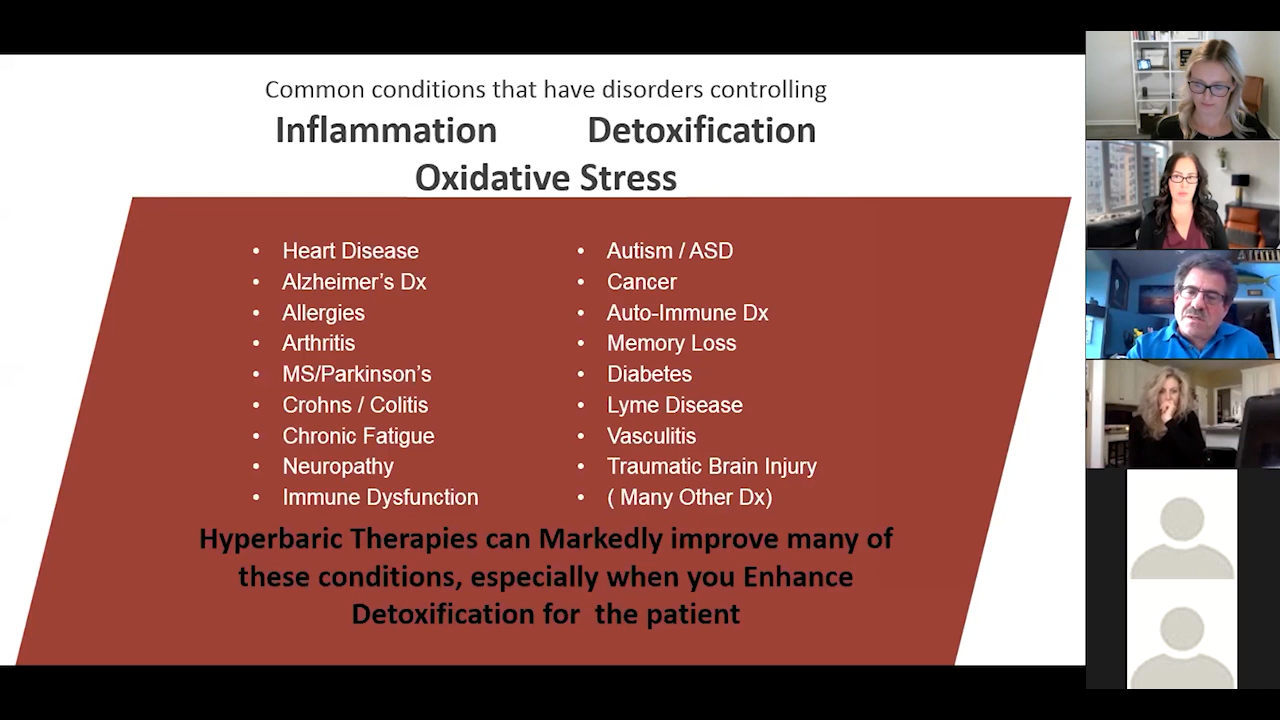 Common conditions that have disorders controlling
Inflammation Detoxification
Oxidative Stress
• Heart Disease
• Alzheimer's Dx
• Allergies
• Arthritis
• MS/Parkinson's
• Crohns / Colitis
• Chronic Fatigue
• Neuropathy
• Immune Dysfunction
• Autism / ASD
• Cancer
• Auto-Immune Dx
• Memory Loss
• Diabetes
• Lyme Disease
• Vasculitis
• Traumatic Brain Injury
• ( Many Other Dx)
Hyperbaric Therapies can Markedly improve many of
these conditions, especially when you Enhance
Detoxification for the patient